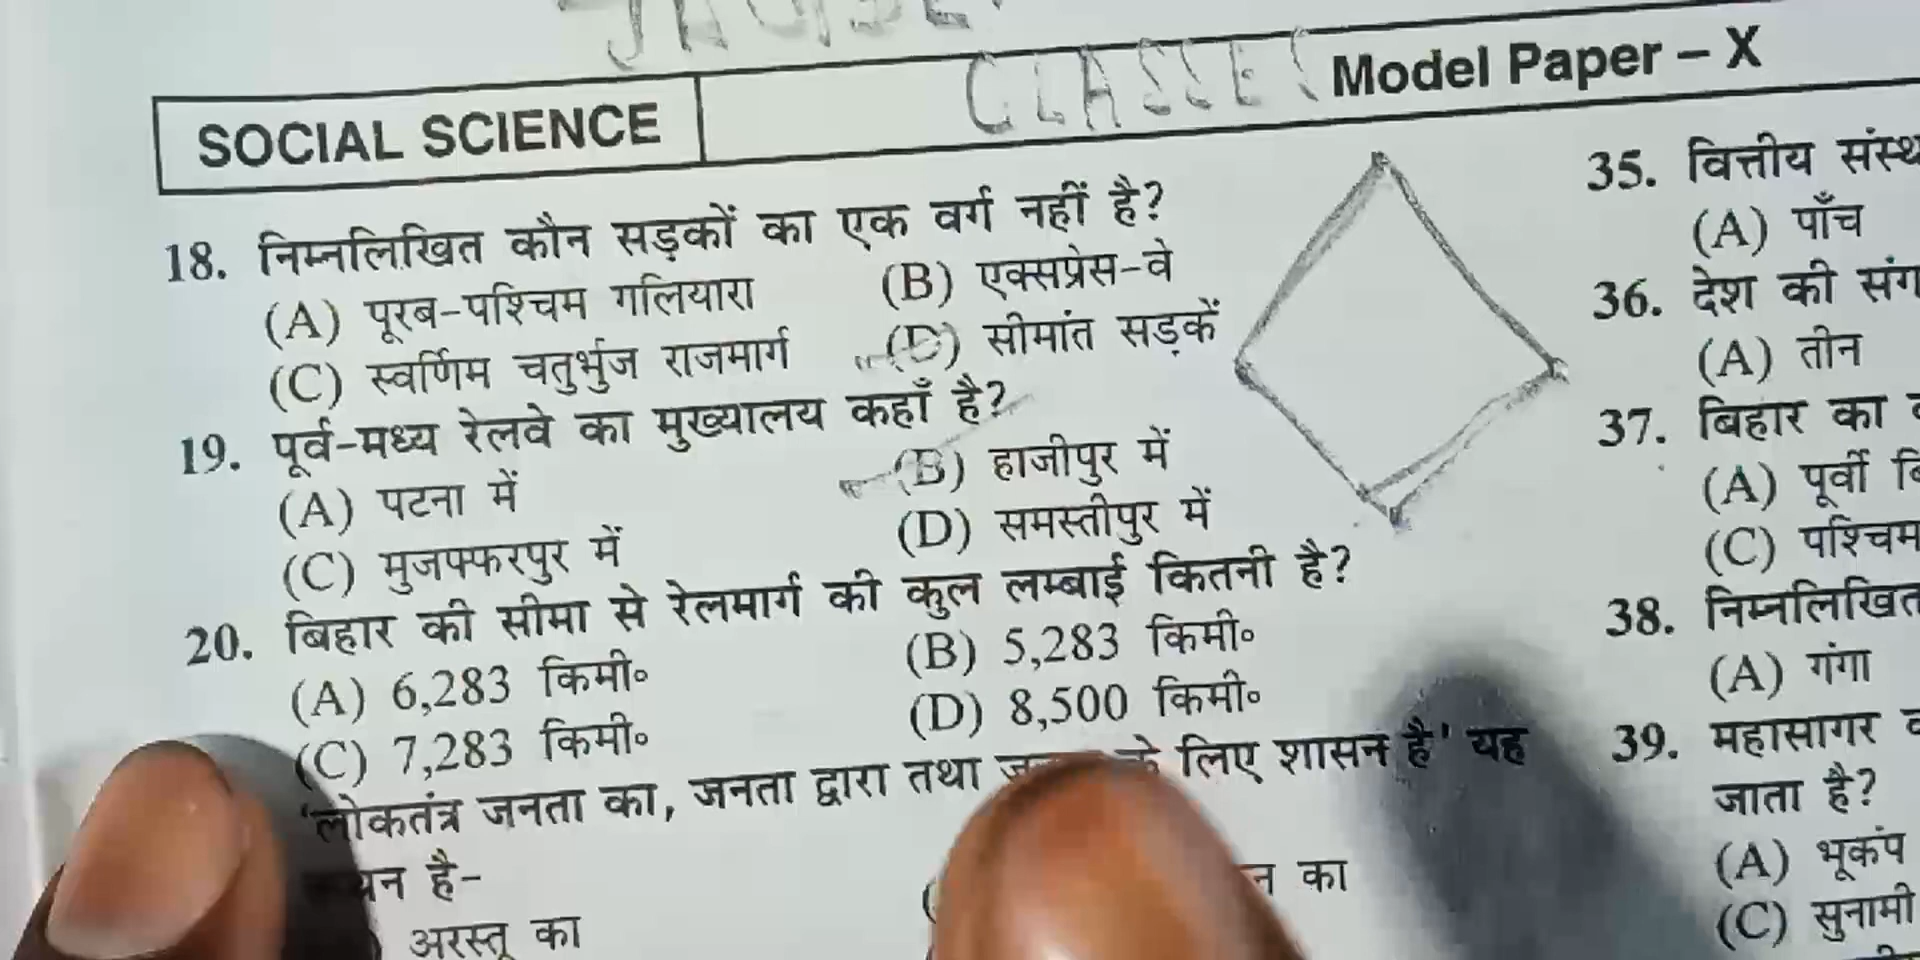 CLASSES
SOCIAL SCIENCE
Model Paper – X
18. निम्नलिखित कौन सड़कों का एक वर्ग नहीं है?
(A) पूरब-पश्चिम गलियारा (B) एक्सप्रेस-वे
(C) स्वर्णिम चतुर्भुज राजमार्ग (D) सीमांत सड़कें
19. पूर्व-मध्य रेलवे का मुख्यालय कहाँ है?
(A) पटना में (B) हाजीपुर में
(C) मुजफ्फरपुर में (D) समस्तीपुर में
20. बिहार की सीमा से रेलमार्ग की कुल लम्बाई कितनी है?
(A) 6,283 किमी॰ (B) 5,283 किमी॰
(C) 7,283 किमी॰ (D) 8,500 किमी॰
'लोकतंत्र जनता का, जनता द्वारा तथा के लिए शासन है' यह
है-
अरस्तू का का
35. वित्तीय
(A) पाँच
36. देश की
(A) तीन
37. बिहार का
(A) पूर्वी
(C) पश्चिम
38. निम्नलिखित
(A) गंगा
39. महासागर
जाता है?
(A) भूकंप
(C) सुनामी